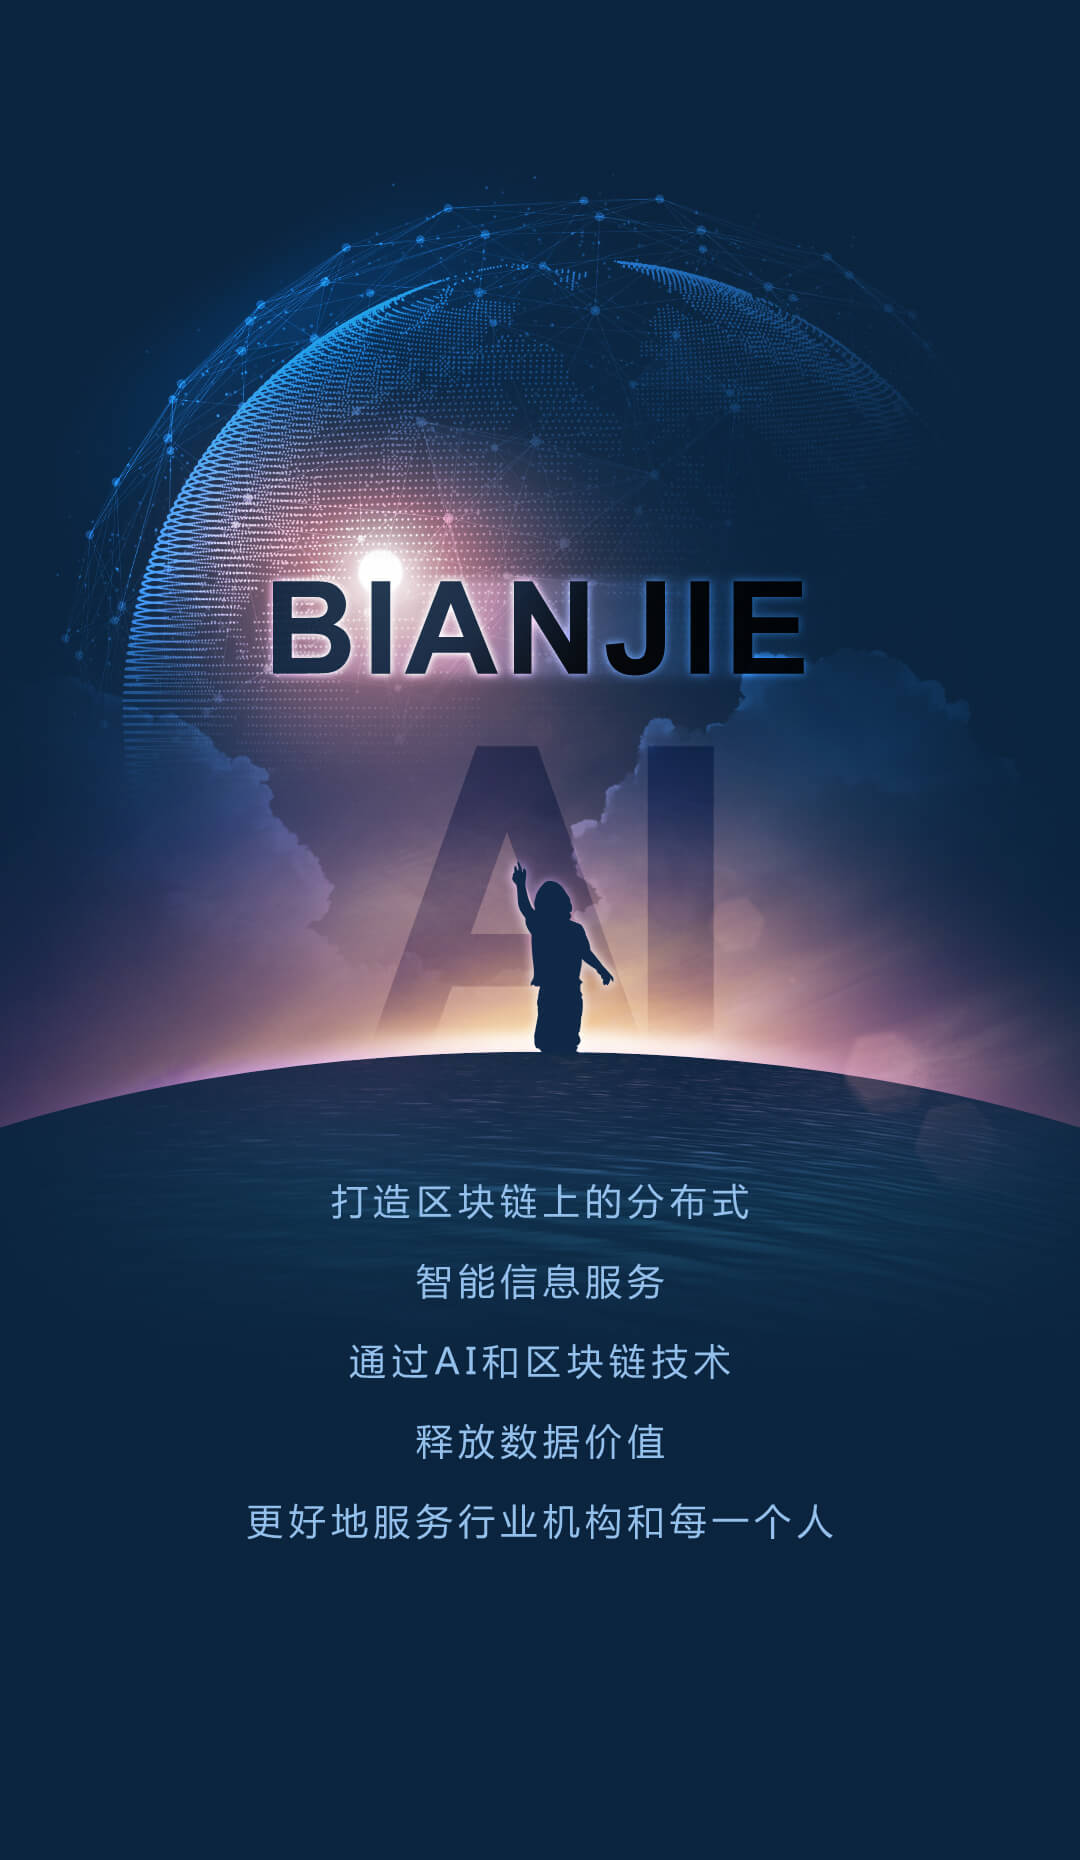 BIANJIE
AI
打造区块链上的分布式
智能信息服务
通过AI和区块链技术
释放数据价值
更好地服务行业机构和每一个人